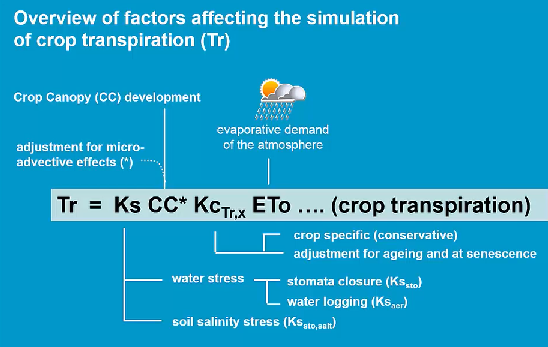 Overview of factors affecting the simulation
of crop transpiration (Tr)
Crop Canopy (CC) development
evaporative demand
of the atmosphere
adjustment for micro-
advective effects (*)
Tr = Ks CC* KcTr,x ETo .... (crop transpiration)
crop specific (conservative)
adjustment for ageing and at senescence
water stress
stomata closure (Kssto)
water logging (Ksaer)
soil salinity stress (Kssto,salt)